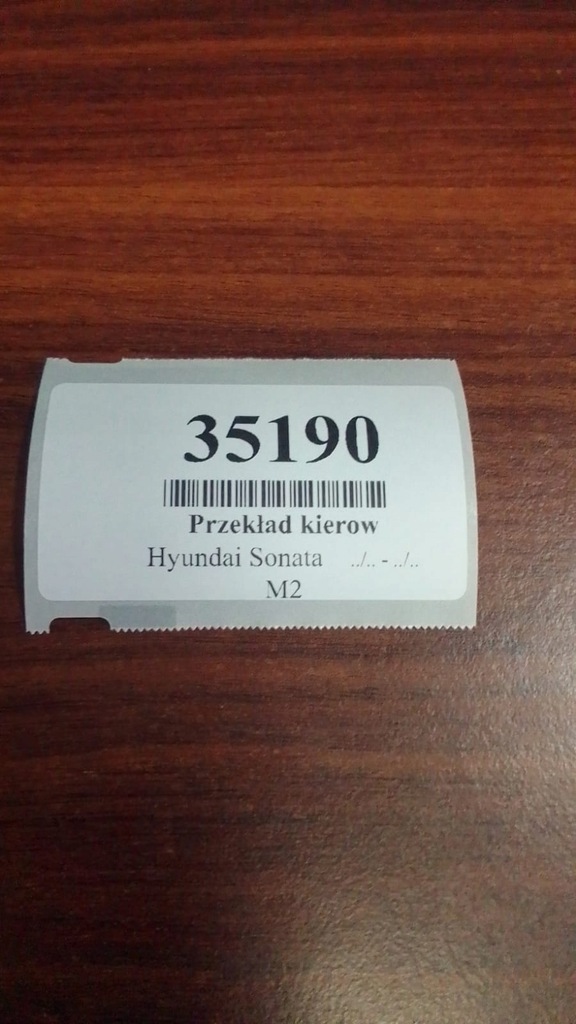 35190
Przekład kierow
Hyundai Sonata ../.. - ../..
M2